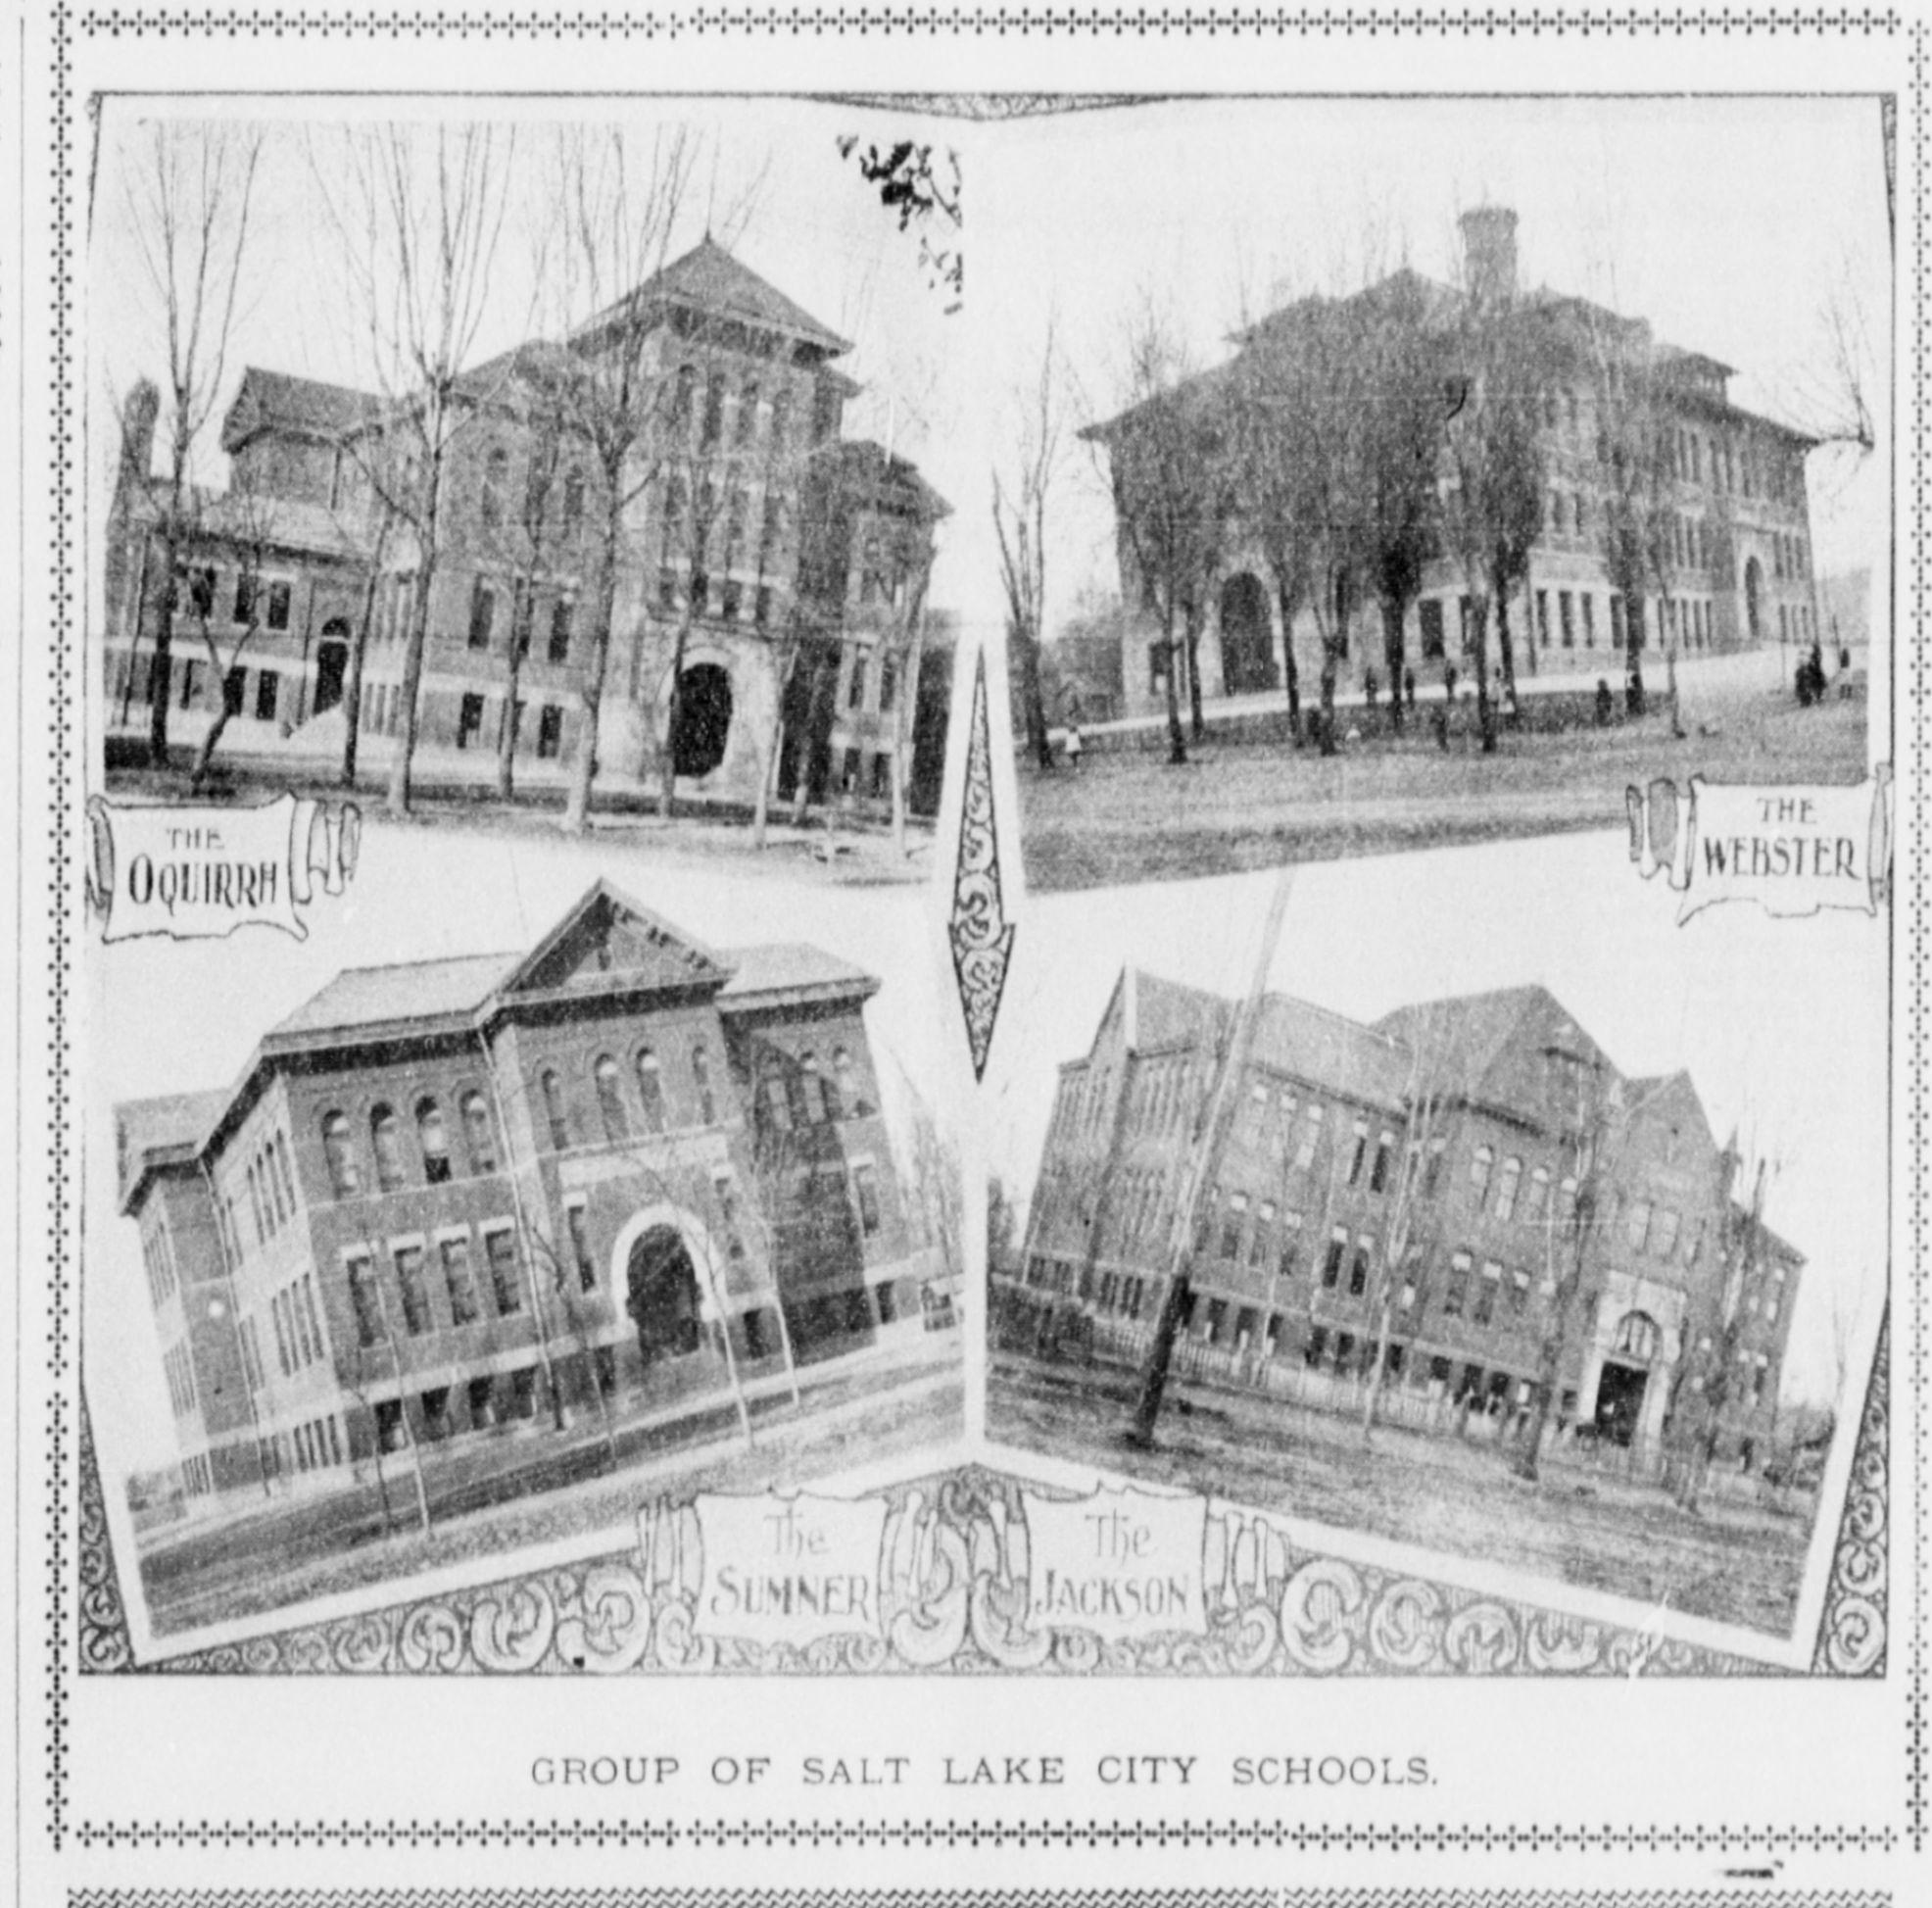 THE
OQUIRRH
THE
WEBSTER
The
SUMNER
The
JACKSON
GROUP OF SALT LAKE CITY SCHOOLS.